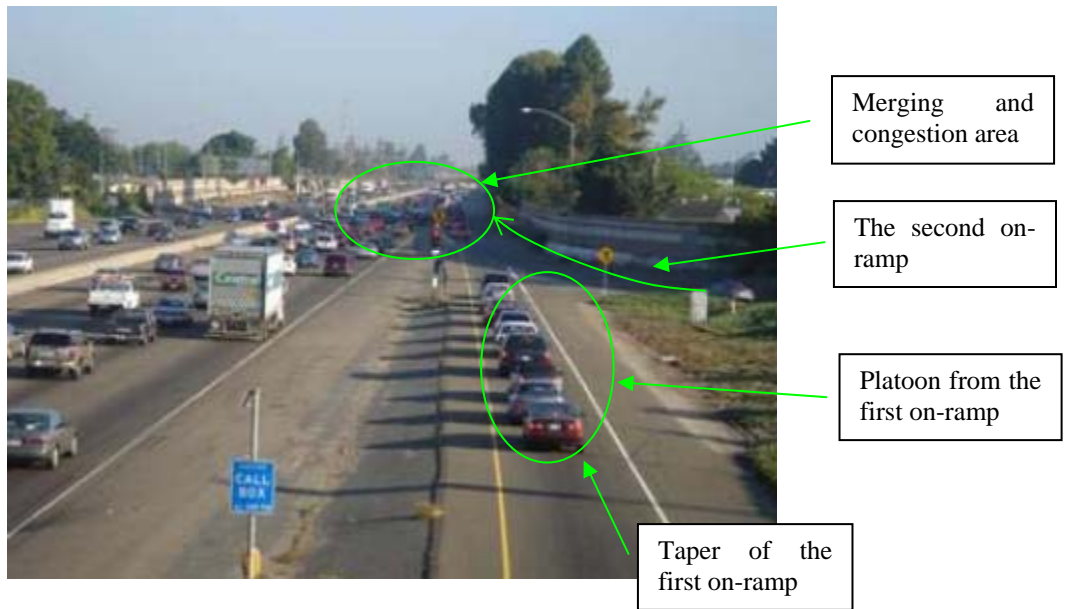 Merging and
congestion area
The second on-
ramp
Platoon from the
first on-ramp
CALL
BOX
Taper of the
first on-ramp